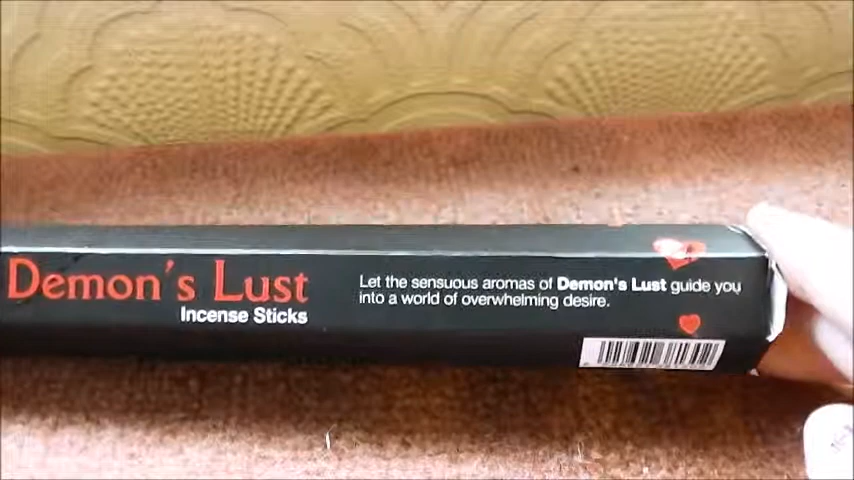 Demon's Lust
Incense Sticks
Let the sensuous aromas of Demon's Lust guide you,
into a world of overwhelming desire.